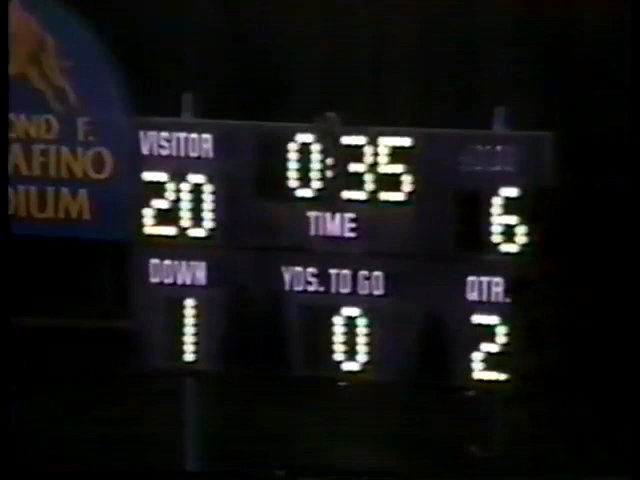 OND F.
AFINO
DIUM
VISITOR
0:35
20
TIME
6
DOWN
YDS. TO GO
QTR.
1
0
2